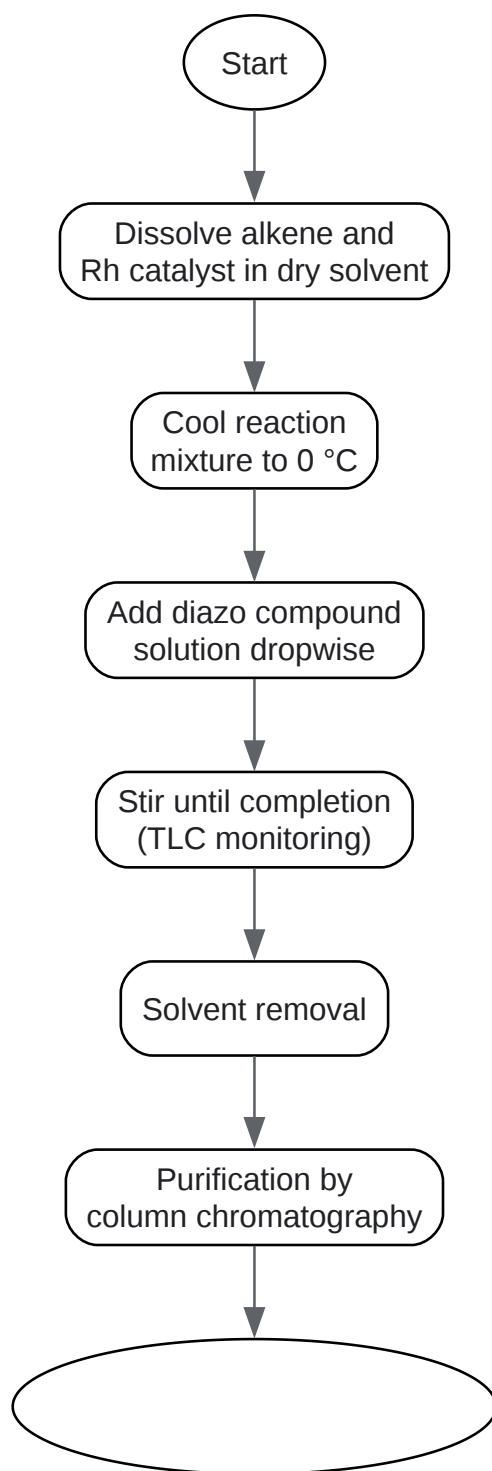 Start
Dissolve alkene and
Rh catalyst in dry solvent
Cool reaction
mixture to 0 °C
Add diazo compound
solution dropwise
Stir until completion
(TLC monitoring)
Solvent removal
Purification by
column chromatography